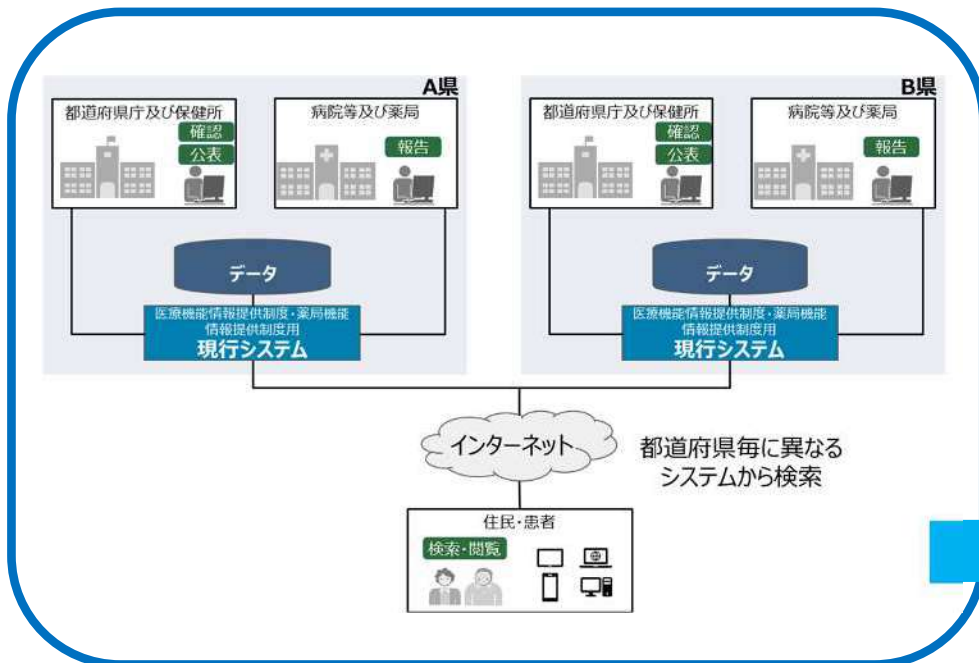 A県
都道府県庁及び保健所
確認
公表
病院等及び薬局
報告
データ
医療機能情報提供制度・薬局機能
情報提供制度用
現行システム
B県
都道府県庁及び保健所
確認
公表
病院等及び薬局
報告
データ
医療機能情報提供制度・薬局機能
情報提供制度用
現行システム
インターネット
都道府県毎に異なる
システムから検索
住民・患者
検索・閲覧